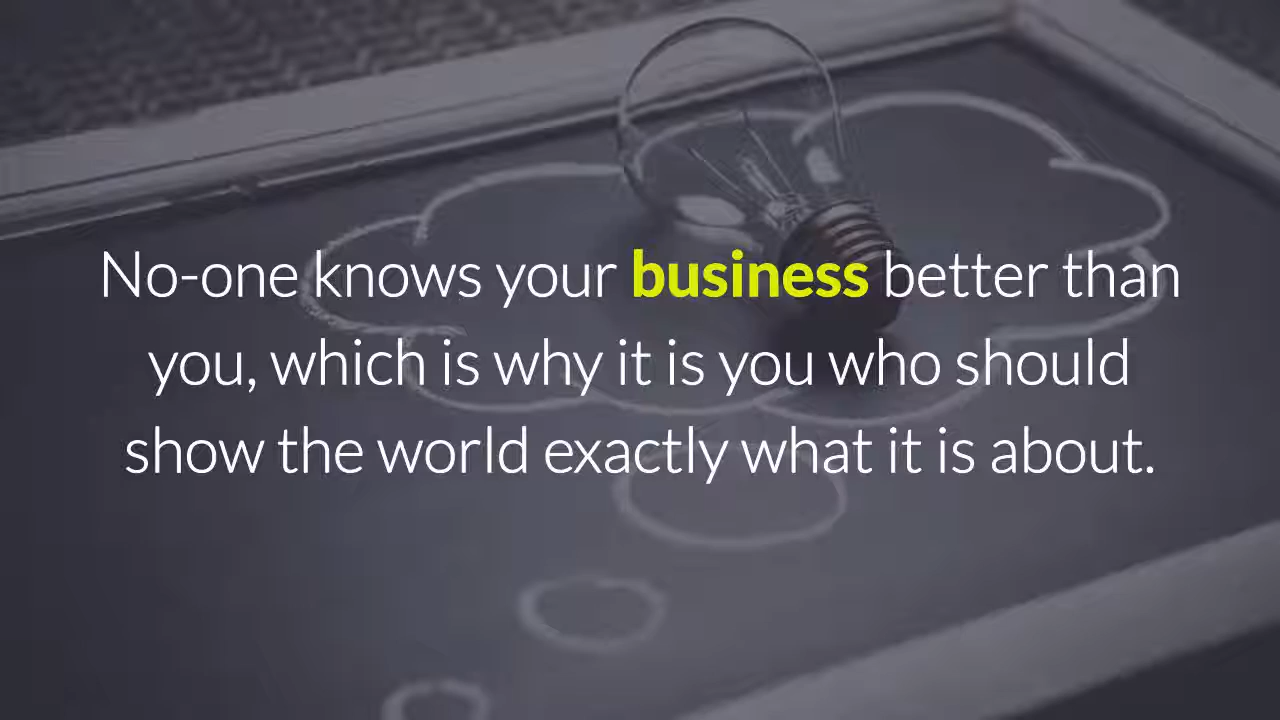 No-one knows your business better than
you, which is why it is you who should
show the world exactly what it is about.